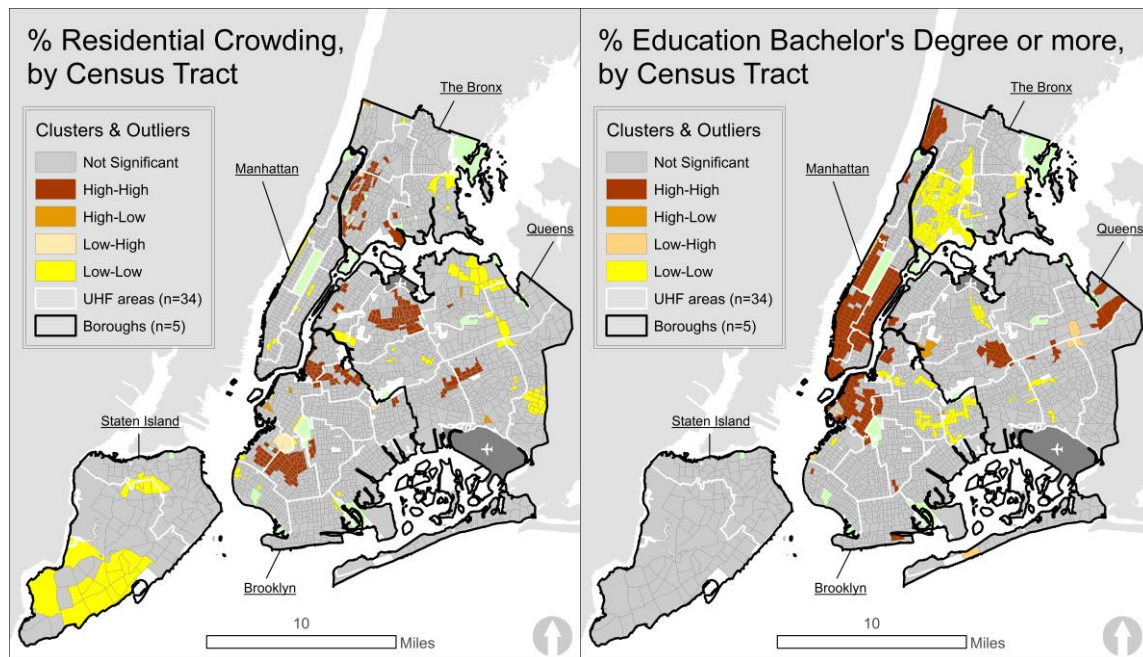 % Residential Crowding,
by Census Tract
The Bronx
Clusters & Outliers
Not Significant
High-High
High-Low
Low-High
Low-Low
UHF areas (n=34)
Boroughs (n=5)
Manhattan
Queens
Staten Island
Brooklyn
10
Miles
% Education Bachelor's Degree or more,
by Census Tract
The Bronx
Clusters & Outliers
Not Significant
High-High
High-Low
Low-High
Low-Low
UHF areas (n=34)
Boroughs (n=5)
Manhattan
Queens
Staten Island
Brooklyn
10
Miles